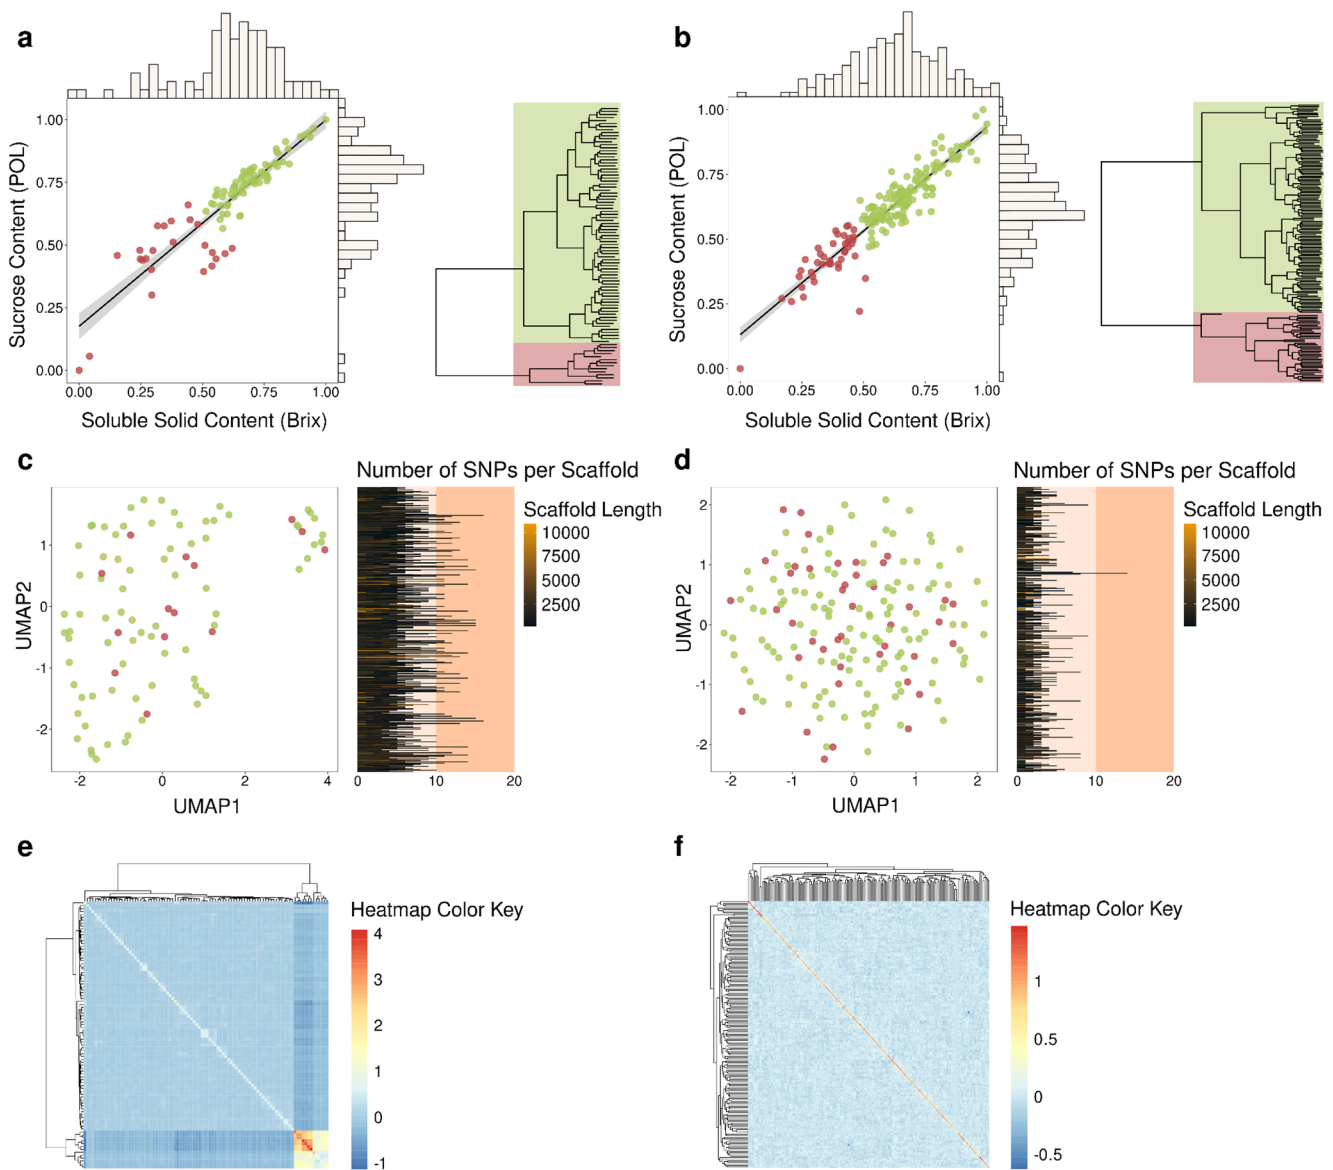 a
Sucrose Content (POL)
1.00
0.75
0.50
0.25
0.00
0.00 0.25 0.50 0.75 1.00
Soluble Solid Content (Brix)
b
Sucrose Content (POL)
1.00
0.75
0.50
0.25
0.00
0.00 0.25 0.50 0.75 1.00
Soluble Solid Content (Brix)
c
UMAP2
1
0
-1
-2
-2 0 2 4
UMAP1
Number of SNPs per Scaffold
Scaffold Length
10000
7500
5000
2500
0 10 20
d
UMAP2
2
1
0
-1
-2
-2 -1 0 1 2
UMAP1
Number of SNPs per Scaffold
Scaffold Length
10000
7500
5000
2500
0 10 20
e
Heatmap Color Key
4
3
2
1
0
-1
f
Heatmap Color Key
1
0.5
0
-0.5